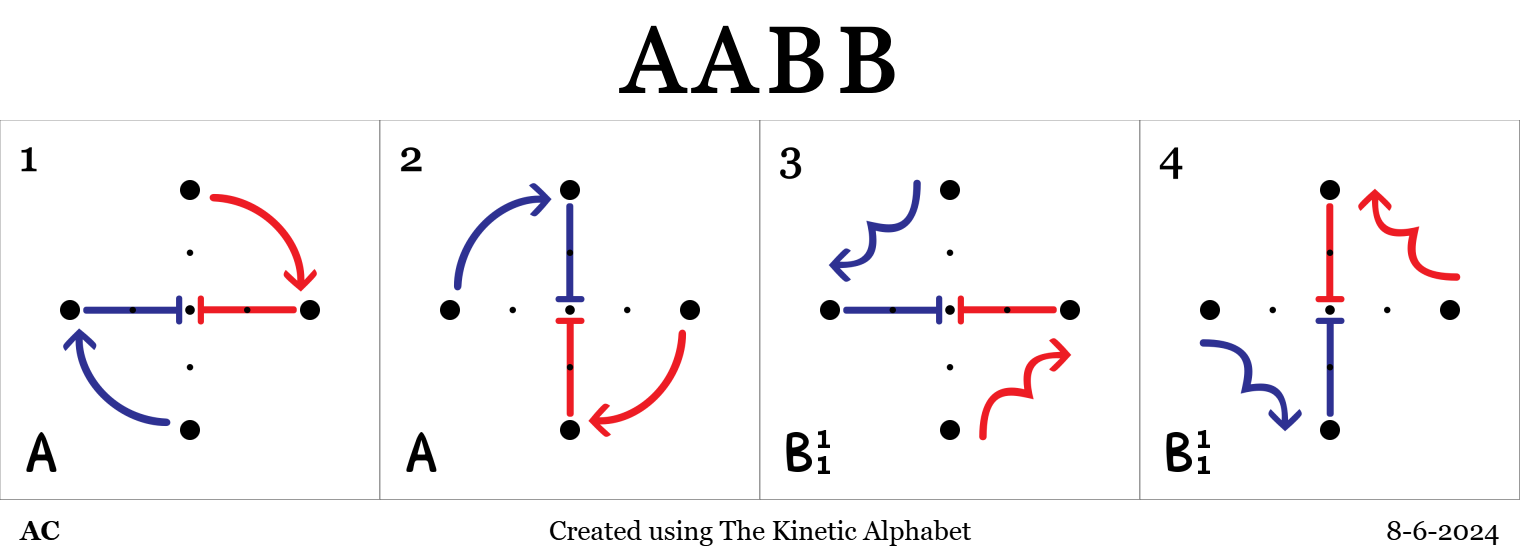 AABB
1 2 3 4
A A B¹₁ B¹₁
AC Created using The Kinetic Alphabet 8-6-2024